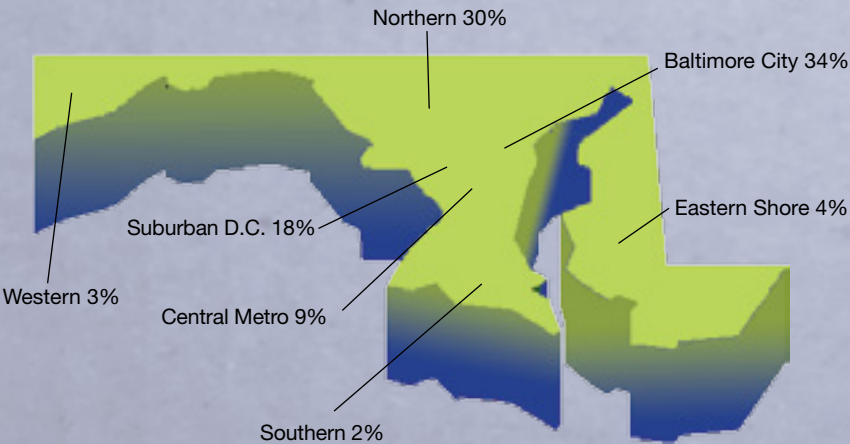 Northern 30%
Baltimore City 34%
Eastern Shore 4%
Suburban D.C. 18%
Western 3%
Central Metro 9%
Southern 2%